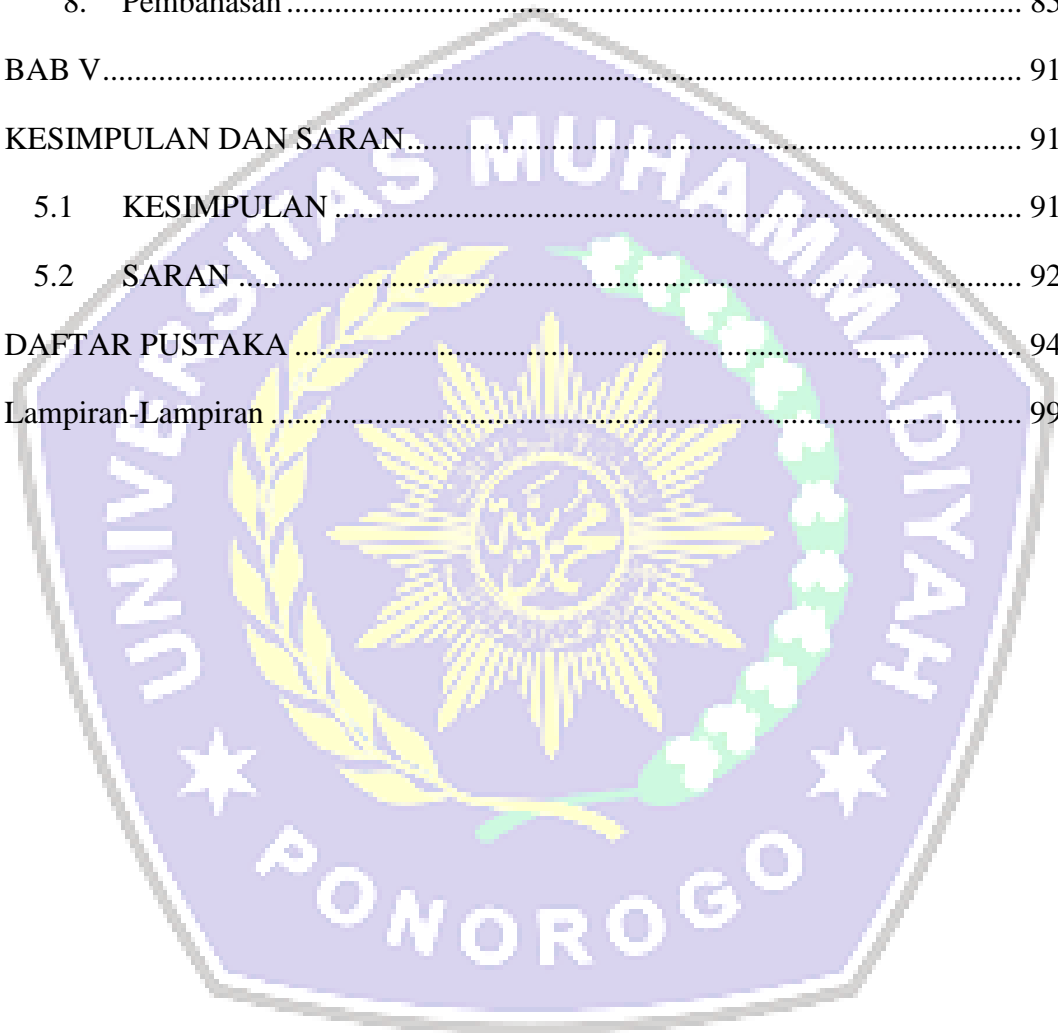 8. Pembahasan ........ 85
BAB V ........ 91
KESIMPULAN DAN SARAN ........ 91
5.1 KESIMPULAN ........ 91
5.2 SARAN ........ 92
DAFTAR PUSTAKA ........ 94
Lampiran-Lampiran ........ 99
UNIVERSITAS MUHAMMADIYAH
PONOROGO